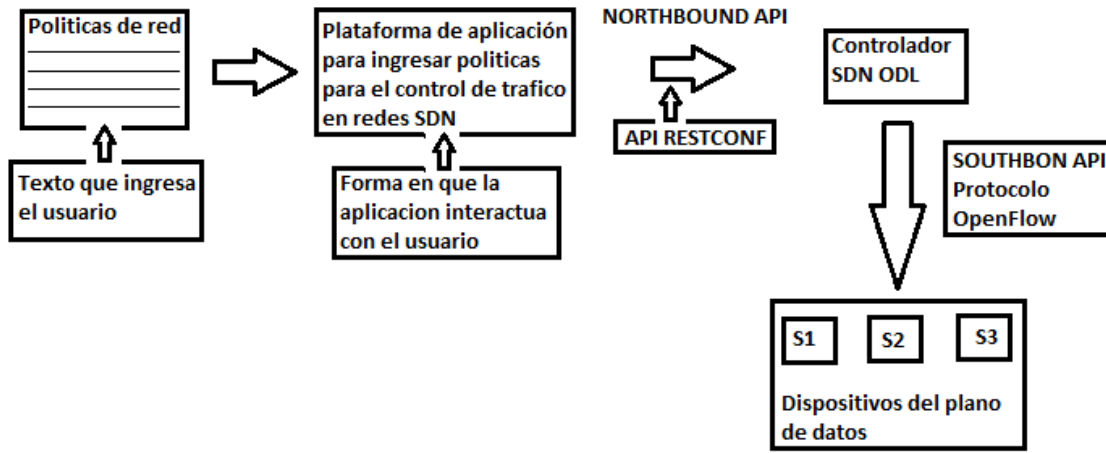 Politicas de red
Texto que ingresa
el usuario
Plataforma de aplicación
para ingresar politicas
para el control de trafico
en redes SDN
Forma en que la
aplicacion interactua
con el usuario
NORTHBOUND API
API RESTCONF
Controlador
SDN ODL
SOUTHBON API
Protocolo
OpenFlow
S1
S2
S3
Dispositivos del plano
de datos